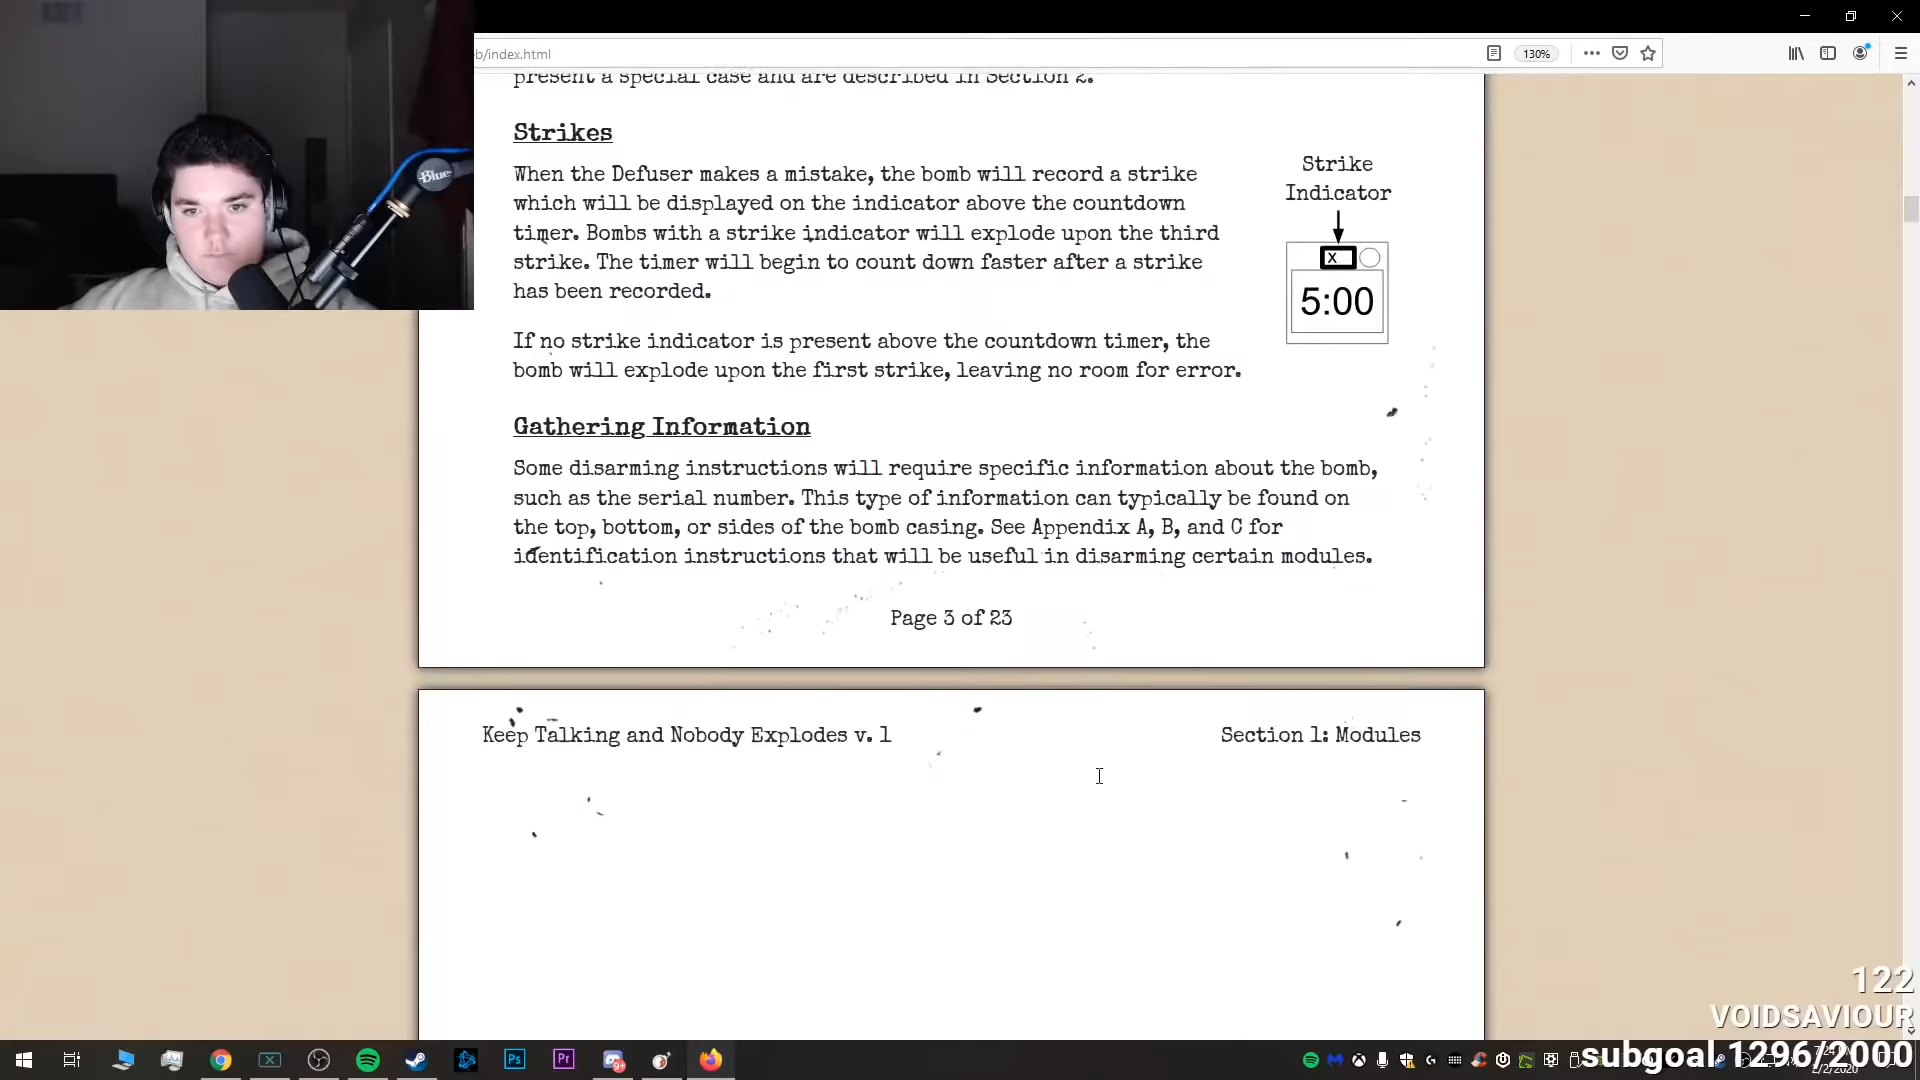 b/index.html
130%
present a special case and are described in Section 2.
Strikes
When the Defuser makes a mistake, the bomb will record a strike
which will be displayed on the indicator above the countdown
timer. Bombs with a strike indicator will explode upon the third
strike. The timer will begin to count down faster after a strike
has been recorded.
Strike
Indicator
X
5:00
If no strike indicator is present above the countdown timer, the
bomb will explode upon the first strike, leaving no room for error.
Gathering Information
Some disarming instructions will require specific information about the bomb,
such as the serial number. This type of information can typically be found on
the top, bottom, or sides of the bomb casing. See Appendix A, B, and C for
identification instructions that will be useful in disarming certain modules.
Page 3 of 23
Keep Talking and Nobody Explodes v. 1
Section 1: Modules
Blue
122
VOIDSAVIOUR
subgoal 1296/2000
2/2/2020
Ps
Pr
9+